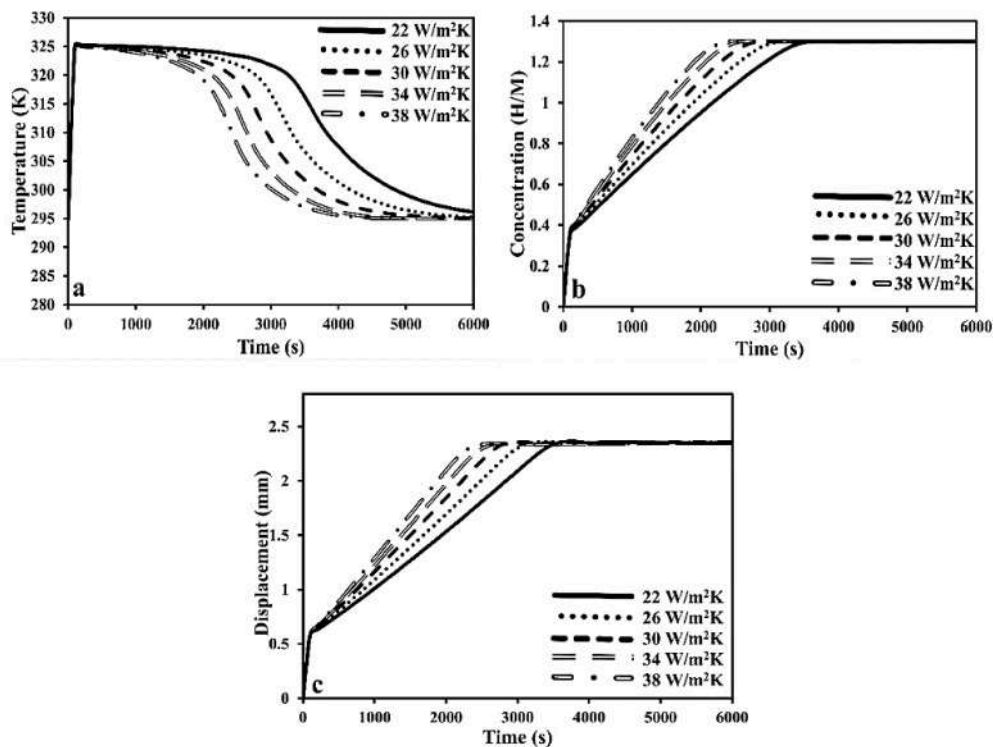 330
325
320
315
310
305
300
295
290
285
280
Temperature (K)
22 W/m²K
26 W/m²K
30 W/m²K
34 W/m²K
38 W/m²K
a
0 1000 2000 3000 4000 5000 6000
Time (s)
1.4
1.2
1
0.8
0.6
0.4
0.2
0
Concentration (H/M)
22 W/m²K
26 W/m²K
30 W/m²K
34 W/m²K
38 W/m²K
b
0 1000 2000 3000 4000 5000 6000
Time (s)
2.5
2
1.5
1
0.5
0
Displacement (mm)
22 W/m²K
26 W/m²K
30 W/m²K
34 W/m²K
38 W/m²K
c
0 1000 2000 3000 4000 5000 6000
Time (s)